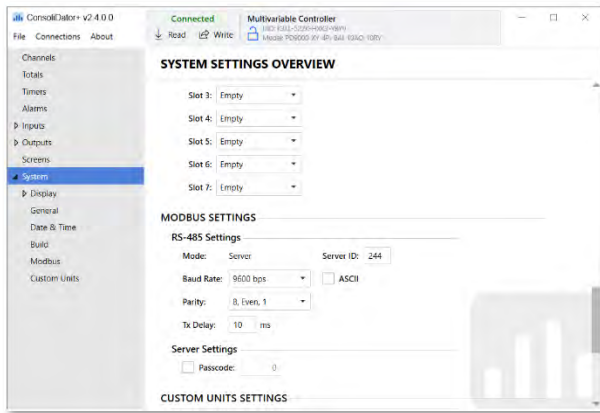 ConsoliDator+ v2.4.0.0
File Connections About
Connected
Read Write
Multivariable Controller
Channels
Totals
Timers
Alarms
Inputs
Outputs
Screens
System
Display
General
Date & Time
Build
Modbus
Custom Units
SYSTEM SETTINGS OVERVIEW
Slot 3: Empty
Slot 4: Empty
Slot 5: Empty
Slot 6: Empty
Slot 7: Empty
MODBUS SETTINGS
RS-485 Settings
Mode: Server Server ID: 244
Baud Rate: 9600 bps ASCII
Parity: 8, Even, 1
Tx Delay: 10 ms
Server Settings
Passcode: 0
CUSTOM UNITS SETTINGS